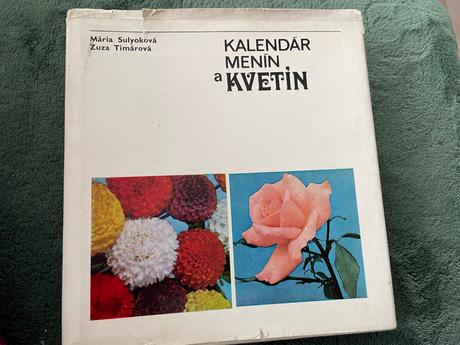 Mária Sulyoková
Zuza Timárová
KALENDÁR
MENÍN
a KVETÍN